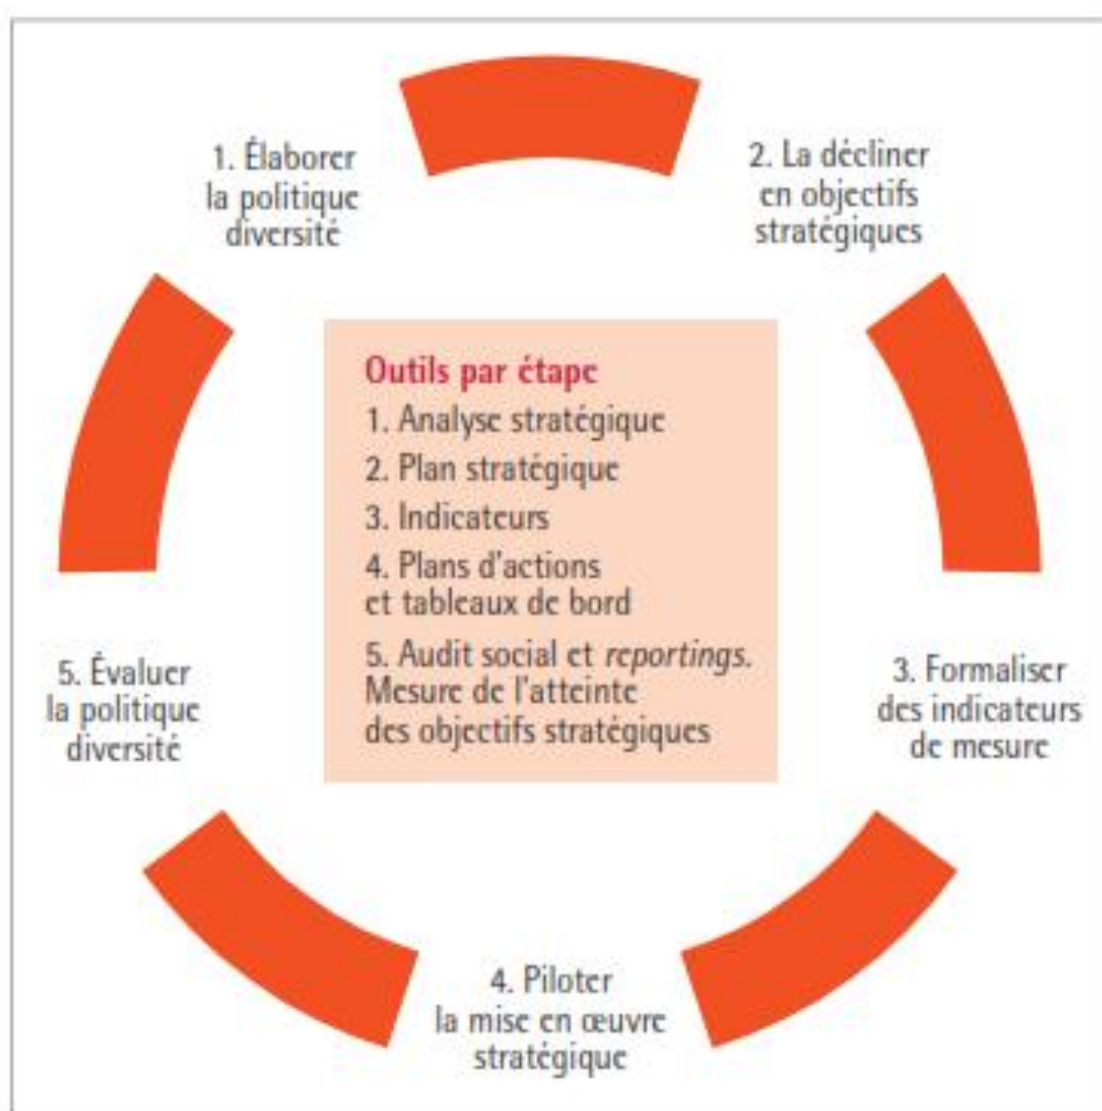 1. Élaborer
la politique
diversité
2. La décliner
en objectifs
stratégiques
Outils par étape
1. Analyse stratégique
2. Plan stratégique
3. Indicateurs
4. Plans d'actions
et tableaux de bord
5. Audit social et reportings.
Mesure de l'atteinte
des objectifs stratégiques
3. Formaliser
des indicateurs
de mesure
4. Piloter
la mise en œuvre
stratégique
5. Évaluer
la politique
diversité